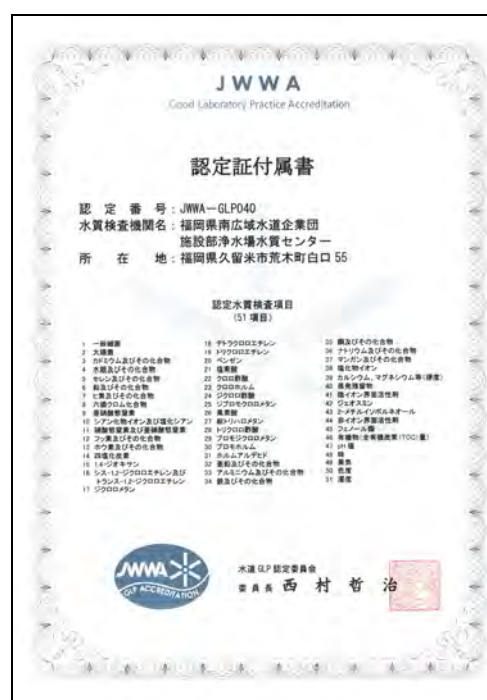 JWWA
Good Laboratory Practice Accreditation
認定証付属書
認定番号：JWWA－GLP040
水質検査機関名：福岡県南広域水道企業団
施設部浄水場水質センター
所在地：福岡県久留米市荒木町白口 55
認定水質検査項目
（51 項目）
1 一般細菌
2 大腸菌
3 カドミウム及びその化合物
4 水銀及びその化合物
5 セレン及びその化合物
6 鉛及びその化合物
7 ヒ素及びその化合物
8 六価クロム化合物
9 亜硝酸態窒素
10 シアン化物イオン及び塩化シアン
11 硝酸態窒素及び亜硝酸態窒素
12 フッ素及びその化合物
13 ホウ素及びその化合物
14 四塩化炭素
15 1,4-ジオキサン
16 シス-1,2-ジクロロエチレン及び
トランス-1,2-ジクロロエチレン
17 ジクロロメタン
18 テトラクロロエチレン
19 トリクロロエチレン
20 ベンゼン
21 塩素酸
22 クロロ酢酸
23 クロロホルム
24 ジクロロ酢酸
25 ジブロモクロロメタン
26 臭素酸
27 総トリハロメタン
28 トリクロロ酢酸
29 ブロモジクロロメタン
30 ブロモホルム
31 ホルムアルデヒド
32 亜鉛及びその化合物
33 アルミニウム及びその化合物
34 鉄及びその化合物
35 銅及びその化合物
36 ナトリウム及びその化合物
37 マンガン及びその化合物
38 塩化物イオン
39 カルシウム、マグネシウム等(硬度)
40 蒸発残留物
41 陰イオン界面活性剤
42 ジェオスミン
43 2-メチルイソボルネオール
44 非イオン界面活性剤
45 フェノール類
46 有機物(全有機炭素(TOC)量)
47 pH値
48 味
49 臭気
50 色度
51 濁度
JWWA
GLP ACCREDITATION
水道 GLP 認定委員会
委員長 西村哲治